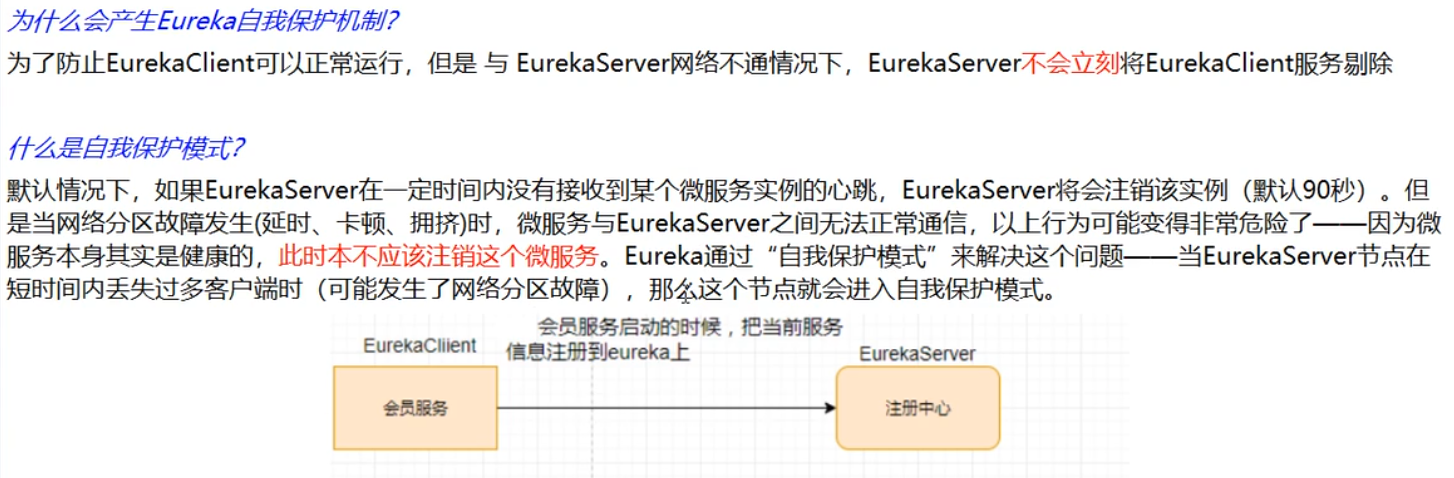 为什么会产生Eureka自我保护机制？
为了防止EurekaClient可以正常运行，但是 与 EurekaServer网络不通情况下，EurekaServer不会立刻将EurekaClient服务剔除
什么是自我保护模式？
默认情况下，如果EurekaServer在一定时间内没有接收到某个微服务实例的心跳，EurekaServer将会注销该实例（默认90秒）。但
是当网络分区故障发生(延时、卡顿、拥挤)时，微服务与EurekaServer之间无法正常通信，以上行为可能变得非常危险了——因为微
服务本身其实是健康的，此时本不应该注销这个微服务。Eureka通过“自我保护模式”来解决这个问题——当EurekaServer节点在
短时间内丢失过多客户端时（可能发生了网络分区故障），那么这个节点就会进入自我保护模式。
会员服务启动的时候，把当前服务
信息注册到eureka上
EurekaCliient
EurekaServer
会员服务
注册中心